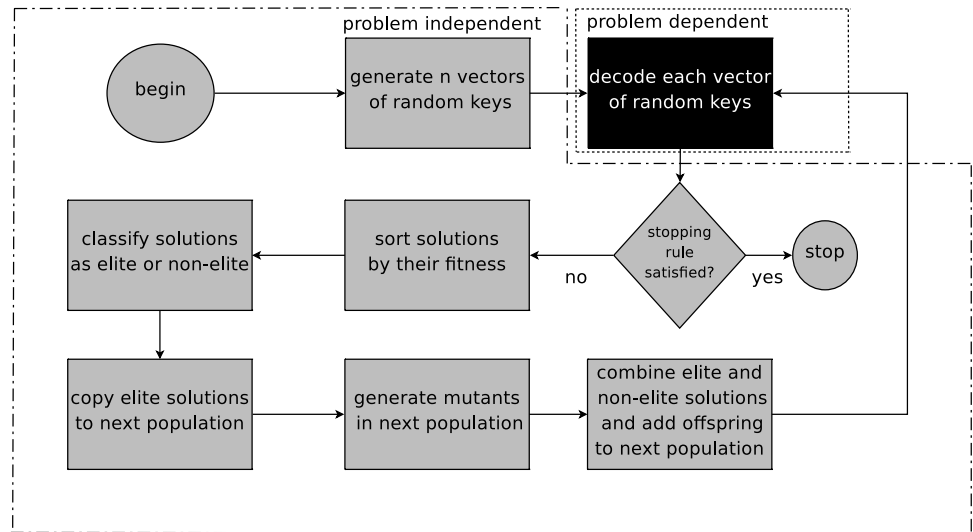 problem independent
problem dependent
begin
generate n vectors
of random keys
decode each vector
of random keys
classify solutions
as elite or non-elite
sort solutions
by their fitness
stopping
rule
satisfied?
stop
no
yes
copy elite solutions
to next population
generate mutants
in next population
combine elite and
non-elite solutions
and add offspring
to next population